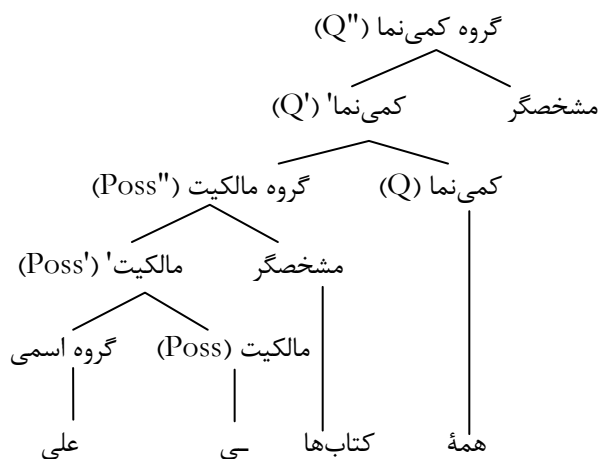 گروه کمی‌نما (Q")
مشخصگر کمی‌نما' (Q')
کمی‌نما (Q) گروه مالکیت (Poss")
مشخصگر مالکیت' (Poss')
مالکیت (Poss) گروه اسمی
همۀ کتاب‌ها ـی علی